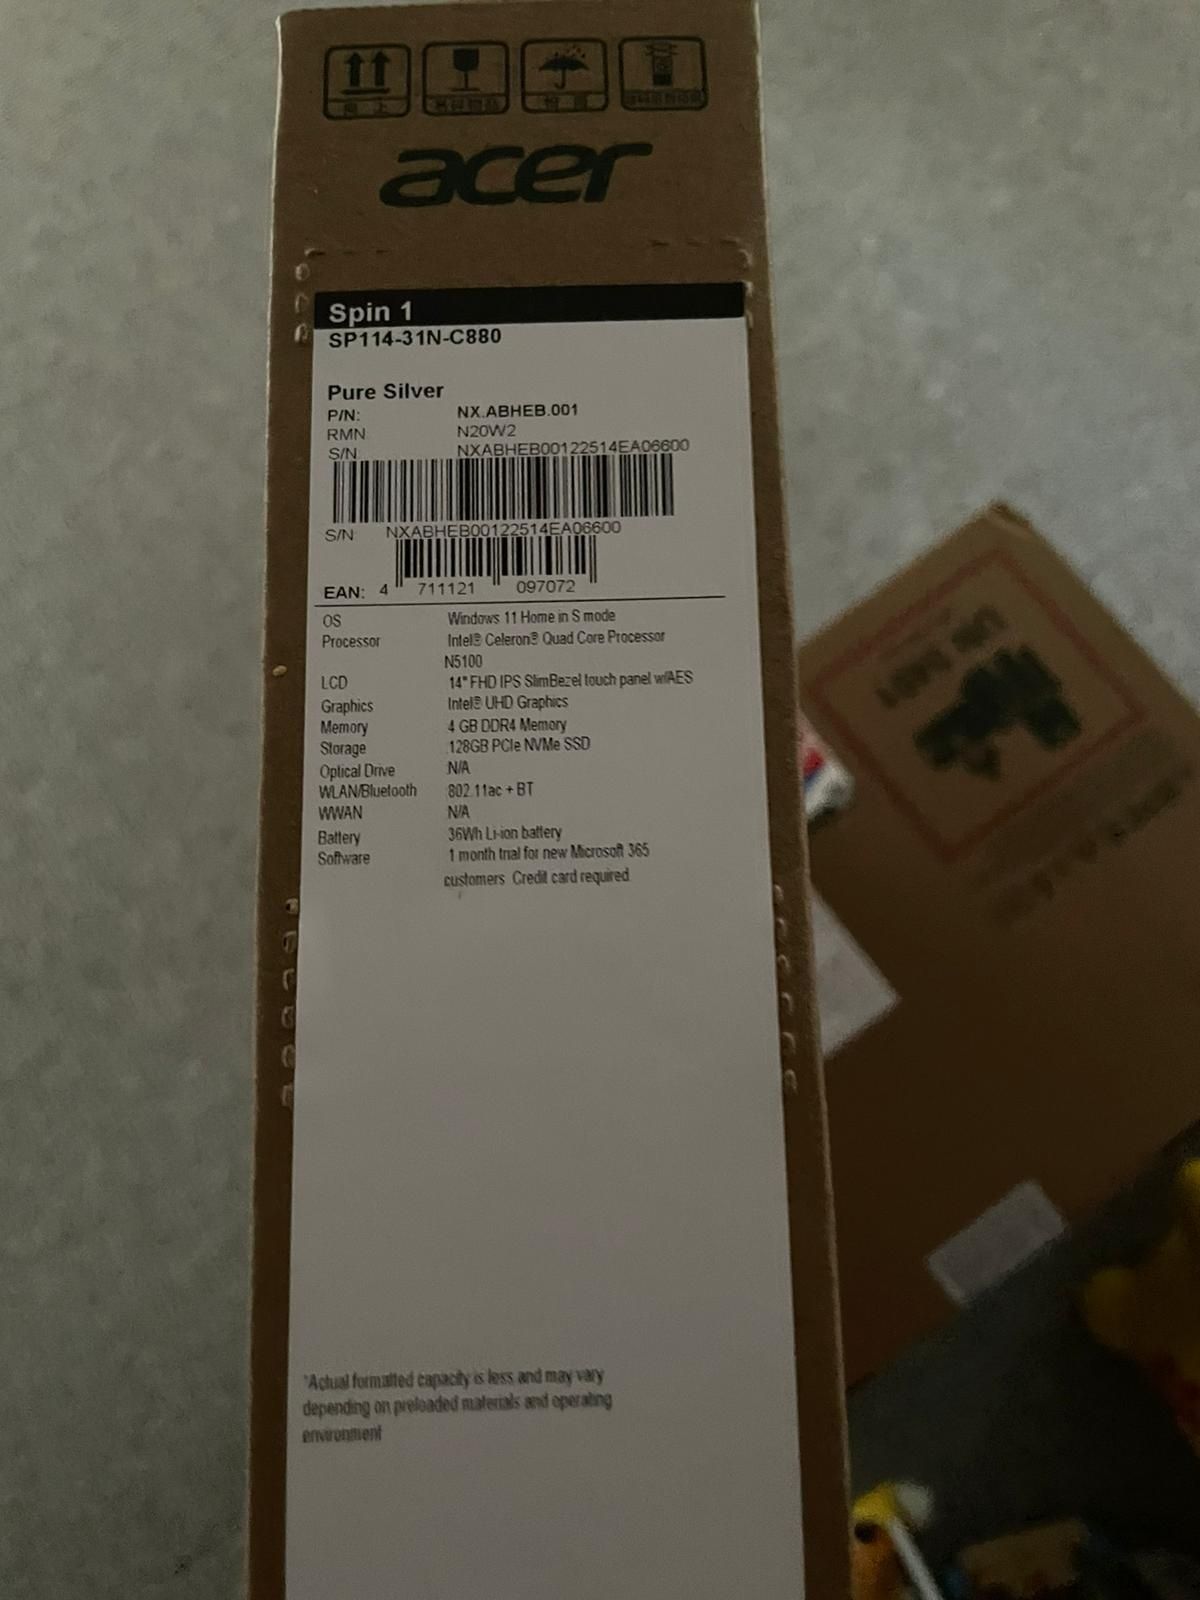 向 上
acer
Spin 1
SP114-31N-C880
Pure Silver
P/N: NX.ABHEB.001
RMN N20W2
S/N: NXABHEB00122514EA06600
S/N NXABHEB00122514EA06600
EAN: 4 711121 097072
OS Windows 11 Home in S mode
Processor Intel® Celeron® Quad Core Processor
N5100
LCD 14" FHD IPS SlimBezel touch panel w/AES
Graphics Intel® UHD Graphics
Memory 4 GB DDR4 Memory
Storage 128GB PCIe NVMe SSD
Optical Drive N/A
WLAN/Bluetooth 802.11ac + BT
WWAN N/A
Battery 36Wh Li-ion battery
Software 1 month trial for new Microsoft 365
customers Credit card required
*Actual formatted capacity is less and may vary
depending on preloaded materials and operating
environment